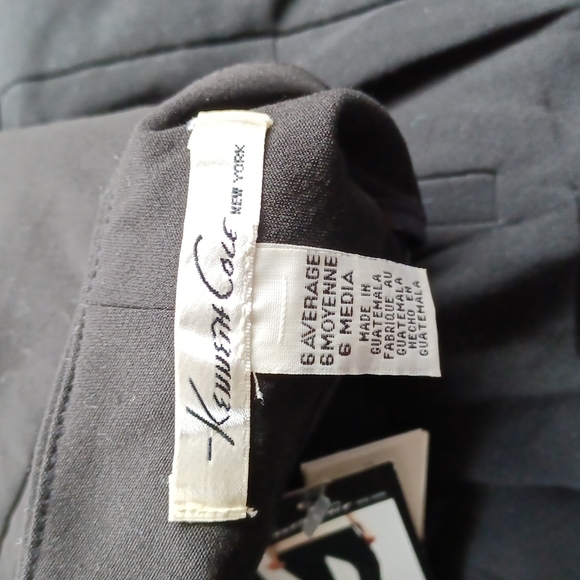 Kenneth Cole NEW YORK
6 AVERAGE
6 MOYENNE
6 MEDIA
MADE IN
GUATEMALA
FABRIQUE AU
GUATEMALA
HECHO EN
GUATEMALA